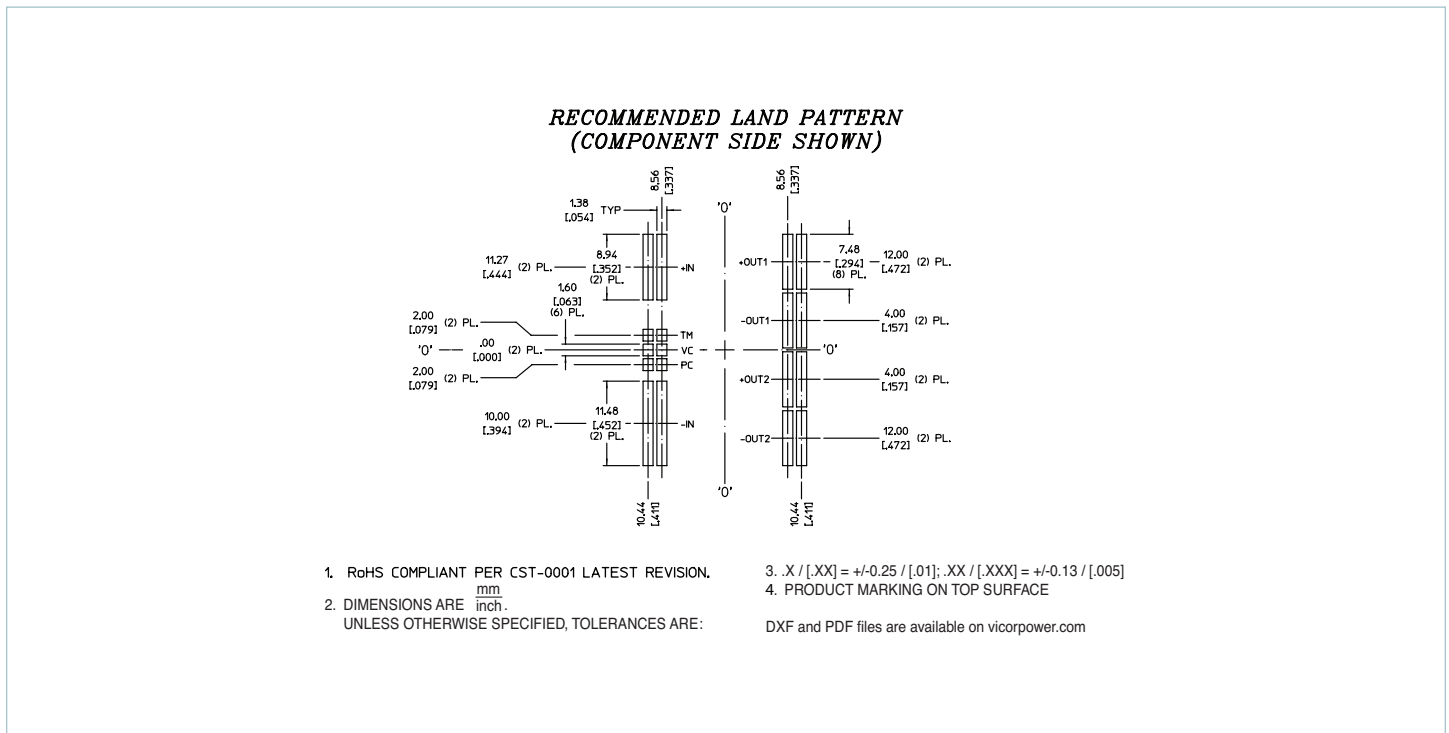 RECOMMENDED LAND PATTERN
(COMPONENT SIDE SHOWN)
8.56
[.337]
8.56
[.337]
1.38
[.054]
TYP
'0'
11.27
[.444]
(2) PL.
8.94
[.352]
(2) PL.
+IN
+OUT1
7.48
[.294]
(8) PL.
12.00
[.472]
(2) PL.
1.60
[.063]
(6) PL.
2.00
[.079]
(2) PL.
TM
-OUT1
4.00
[.157]
(2) PL.
'0'
.00
[.000]
(2) PL.
VC
'0'
2.00
[.079]
(2) PL.
PC
+OUT2
4.00
[.157]
(2) PL.
10.00
[.394]
(2) PL.
11.48
[.452]
(2) PL.
-IN
-OUT2
12.00
[.472]
(2) PL.
'0'
10.44
[.411]
10.44
[.411]
1. RoHS COMPLIANT PER CST-0001 LATEST REVISION.
2. DIMENSIONS ARE mm
inch.
UNLESS OTHERWISE SPECIFIED, TOLERANCES ARE:
3. .X / [.XX] = +/-0.25 / [.01]; .XX / [.XXX] = +/-0.13 / [.005]
4. PRODUCT MARKING ON TOP SURFACE
DXF and PDF files are available on vicorpower.com